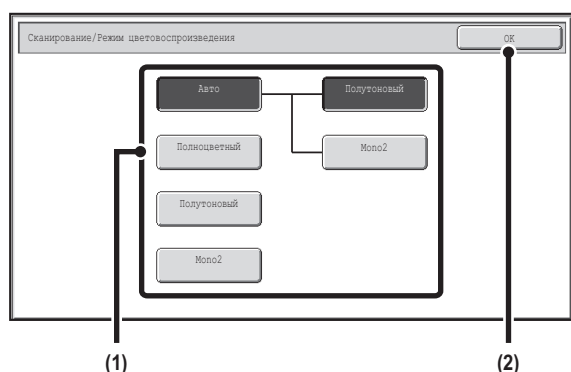 Сканирование/Режим цветовоспроизведения
OK
Авто
Полутоновый
Полноцветный
Mono2
Полутоновый
Mono2
(1)
(2)